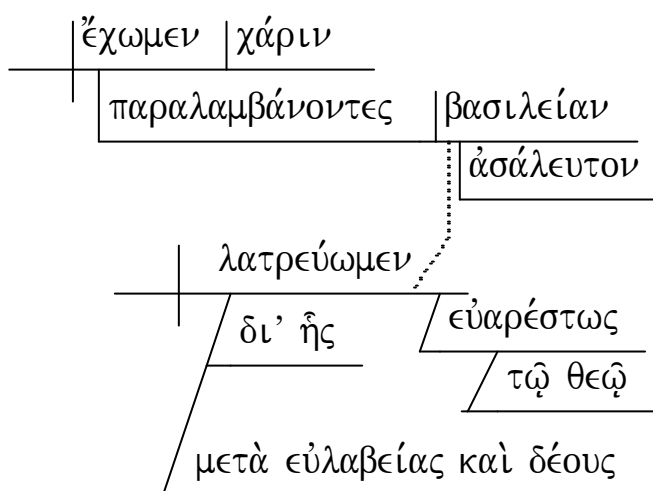 ἔχωμεν χάριν
παραλαμβάνοντες βασιλείαν
ἀσάλευτον
λατρεύωμεν
δι’ ἧς εὐαρέστως
τῷ θεῷ
μετὰ εὐλαβείας καὶ δέους